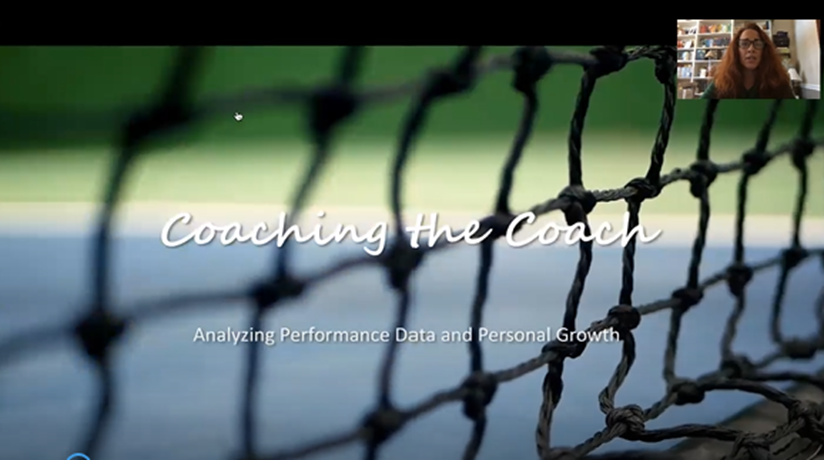 Coaching the Coach
Analyzing Performance Data and Personal Growth